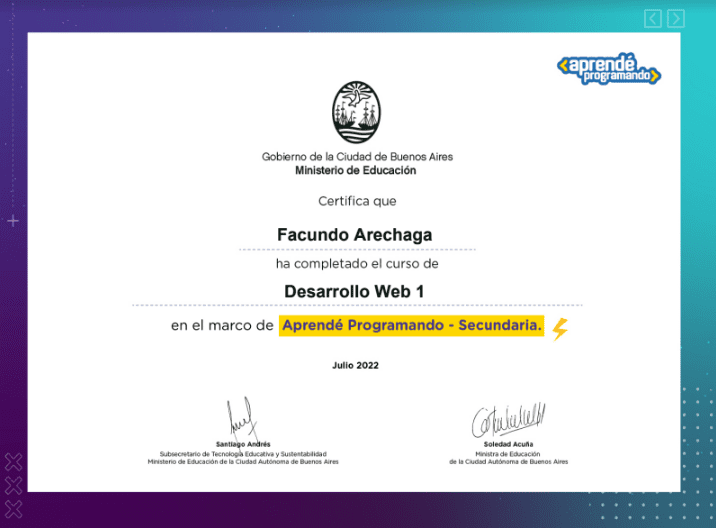 <aprendé
programando>
Gobierno de la Ciudad de Buenos Aires
Ministerio de Educación
Certifica que
Facundo Arechaga
ha completado el curso de
Desarrollo Web 1
en el marco de Aprendé Programando - Secundaria.
Julio 2022
Santiago Andrés
Subsecretario de Tecnología Educativa y Sustentabilidad
Ministerio de Educación de la Ciudad Autónoma de Buenos Aires
Soledad Acuña
Ministra de Educación
de la Ciudad Autónoma de Buenos Aires